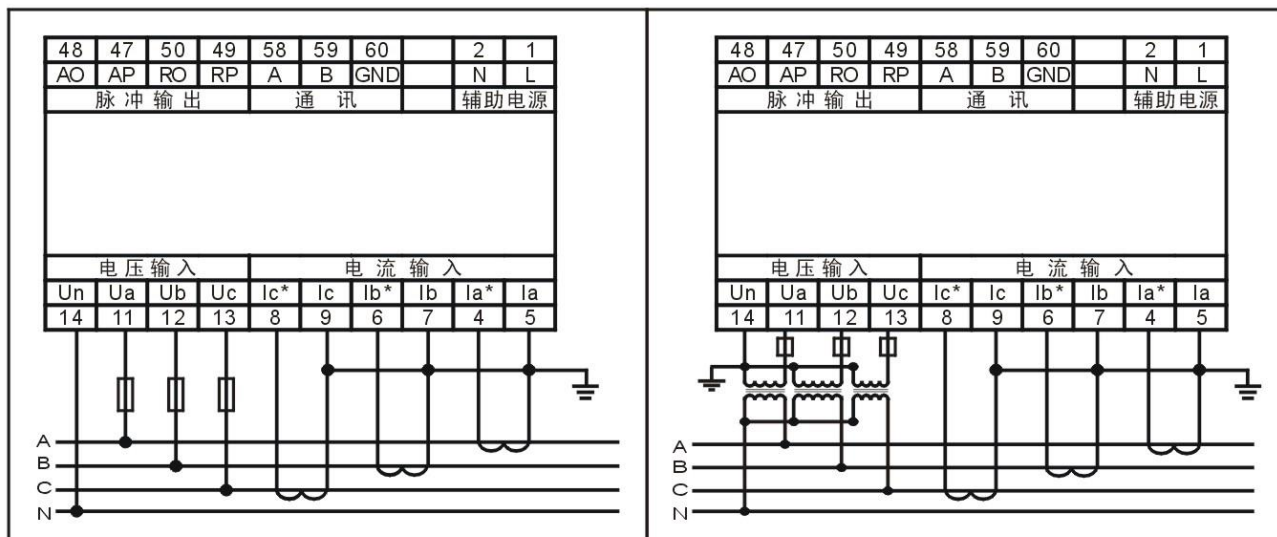 48 47 50 49 58 59 60 2 1
AO AP RO RP A B GND N L
脉冲输出 通讯 辅助电源
电压输入 电流输入
Un Ua Ub Uc Ic* Ic Ib* Ib Ia* Ia
14 11 12 13 8 9 6 7 4 5
A
B
C
N
48 47 50 49 58 59 60 2 1
AO AP RO RP A B GND N L
脉冲输出 通讯 辅助电源
电压输入 电流输入
Un Ua Ub Uc Ic* Ic Ib* Ib Ia* Ia
14 11 12 13 8 9 6 7 4 5
A
B
C
N